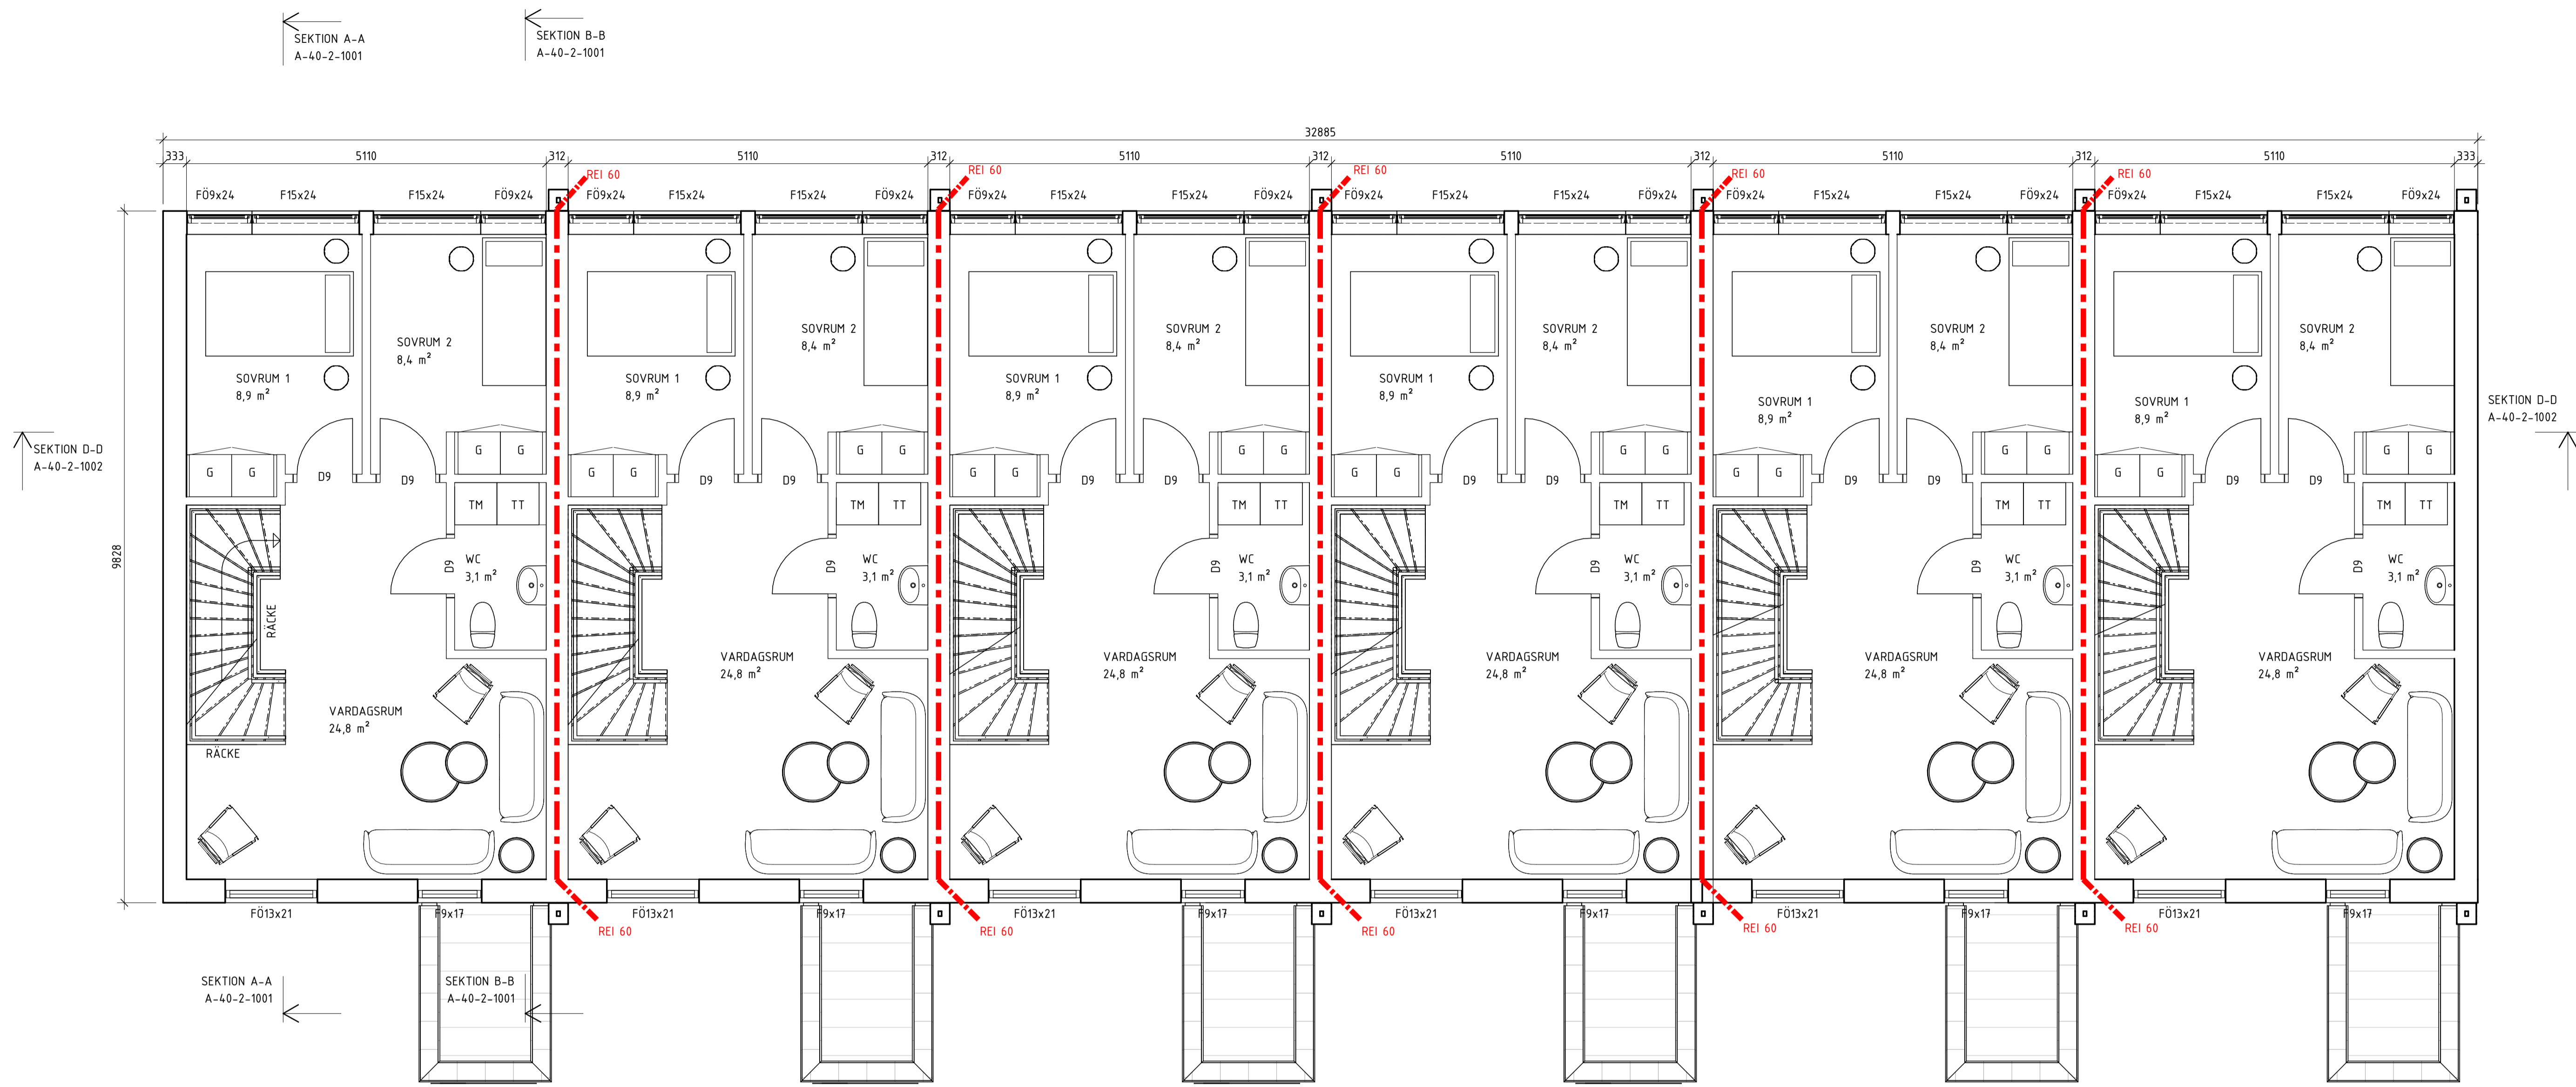 SEKTION A-A
A-40-2-1001
SEKTION B-B
A-40-2-1001
32885
333
5110
312
5110
312
5110
312
5110
312
5110
312
5110
333
REI 60
REI 60
REI 60
REI 60
REI 60
FÖ9x24
F15x24
F15x24
FÖ9x24
FÖ9x24
F15x24
F15x24
FÖ9x24
FÖ9x24
F15x24
F15x24
FÖ9x24
FÖ9x24
F15x24
F15x24
FÖ9x24
FÖ9x24
F15x24
F15x24
FÖ9x24
FÖ9x24
F15x24
F15x24
FÖ9x24
SEKTION D-D
A-40-2-1002
9828
SOVRUM 1
8,9 m²
SOVRUM 2
8,4 m²
G
G
G
G
D9
D9
TM
TT
D9
WC
3,1 m²
RÄCKE
RÄCKE
VARDAGSRUM
24,8 m²
SOVRUM 1
8,9 m²
SOVRUM 2
8,4 m²
G
G
G
G
D9
D9
TM
TT
D9
WC
3,1 m²
VARDAGSRUM
24,8 m²
SOVRUM 1
8,9 m²
SOVRUM 2
8,4 m²
G
G
G
G
D9
D9
TM
TT
D9
WC
3,1 m²
VARDAGSRUM
24,8 m²
SOVRUM 1
8,9 m²
SOVRUM 2
8,4 m²
G
G
G
G
D9
D9
TM
TT
D9
WC
3,1 m²
VARDAGSRUM
24,8 m²
SOVRUM 1
8,9 m²
SOVRUM 2
8,4 m²
G
G
G
G
D9
D9
TM
TT
D9
WC
3,1 m²
VARDAGSRUM
24,8 m²
SOVRUM 1
8,9 m²
SOVRUM 2
8,4 m²
G
G
G
G
D9
D9
TM
TT
D9
WC
3,1 m²
VARDAGSRUM
24,8 m²
SEKTION D-D
A-40-2-1002
FÖ13x21
F9x17
FÖ13x21
F9x17
FÖ13x21
F9x17
FÖ13x21
F9x17
FÖ13x21
F9x17
FÖ13x21
F9x17
REI 60
REI 60
REI 60
REI 60
REI 60
SEKTION A-A
A-40-2-1001
SEKTION B-B
A-40-2-1001